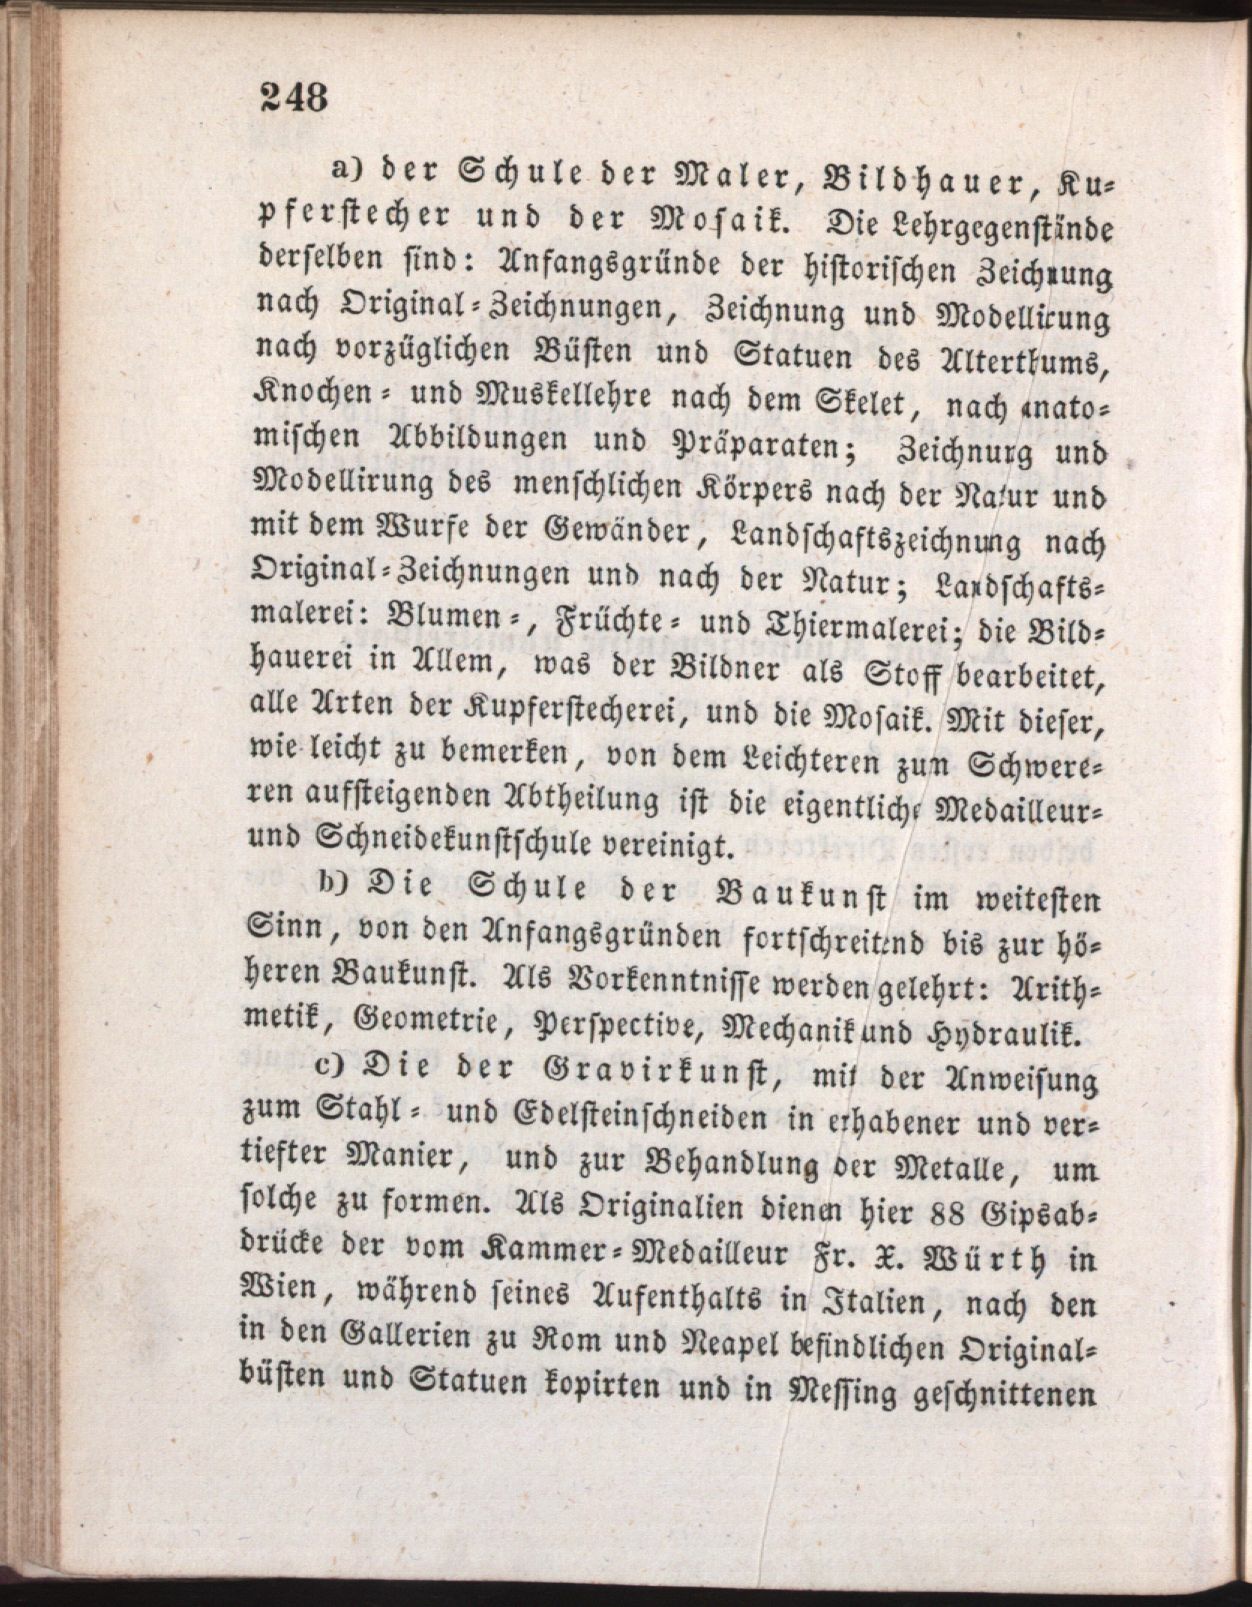 248
a) der Schule der Maler, Bildhauer, Ku-
pferstecher und der Mosaik. Die Lehrgegenstände
derselben sind: Anfangsgründe der historischen Zeichnung
nach Original-Zeichnungen, Zeichnung und Modellirung
nach vorzüglichen Büsten und Statuen des Alterthums,
Knochen- und Muskellehre nach dem Skelet, nach anato-
mischen Abbildungen und Präparaten; Zeichnung und
Modellirung des menschlichen Körpers nach der Natur und
mit dem Wurfe der Gewänder, Landschaftszeichnung nach
Original-Zeichnungen und nach der Natur; Landschafts-
malerei: Blumen-, Früchte- und Thiermalerei; die Bild-
hauerei in Allem, was der Bildner als Stoff bearbeitet,
alle Arten der Kupferstecherei, und die Mosaik. Mit dieser,
wie leicht zu bemerken, von dem Leichteren zum Schwere-
ren aufsteigenden Abtheilung ist die eigentliche Medailleur-
und Schneidekunstschule vereinigt.
b) Die Schule der Baukunst im weitesten
Sinn, von den Anfangsgründen fortschreitend bis zur hö-
heren Baukunst. Als Vorkenntnisse werden gelehrt: Arith-
metik, Geometrie, Perspective, Mechanik und Hydraulik.
c) Die der Gravirkunst, mit der Anweisung
zum Stahl- und Edelsteinschneiden in erhabener und ver-
tiefter Manier, und zur Behandlung der Metalle, um
solche zu formen. Als Originalien dienen hier 88 Gipsab-
drücke der vom Kammer-Medailleur Fr. X. Würth in
Wien, während seines Aufenthalts in Italien, nach den
in den Gallerien zu Rom und Neapel befindlichen Original-
büsten und Statuen kopirten und in Messing geschnittenen